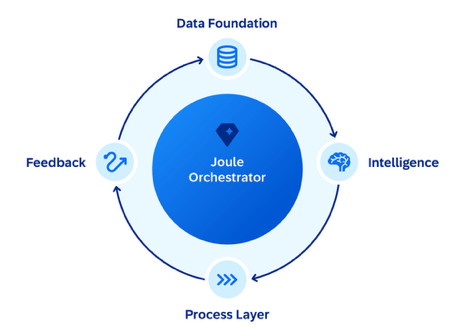 Data Foundation
Feedback
Joule
Orchestrator
Intelligence
Process Layer